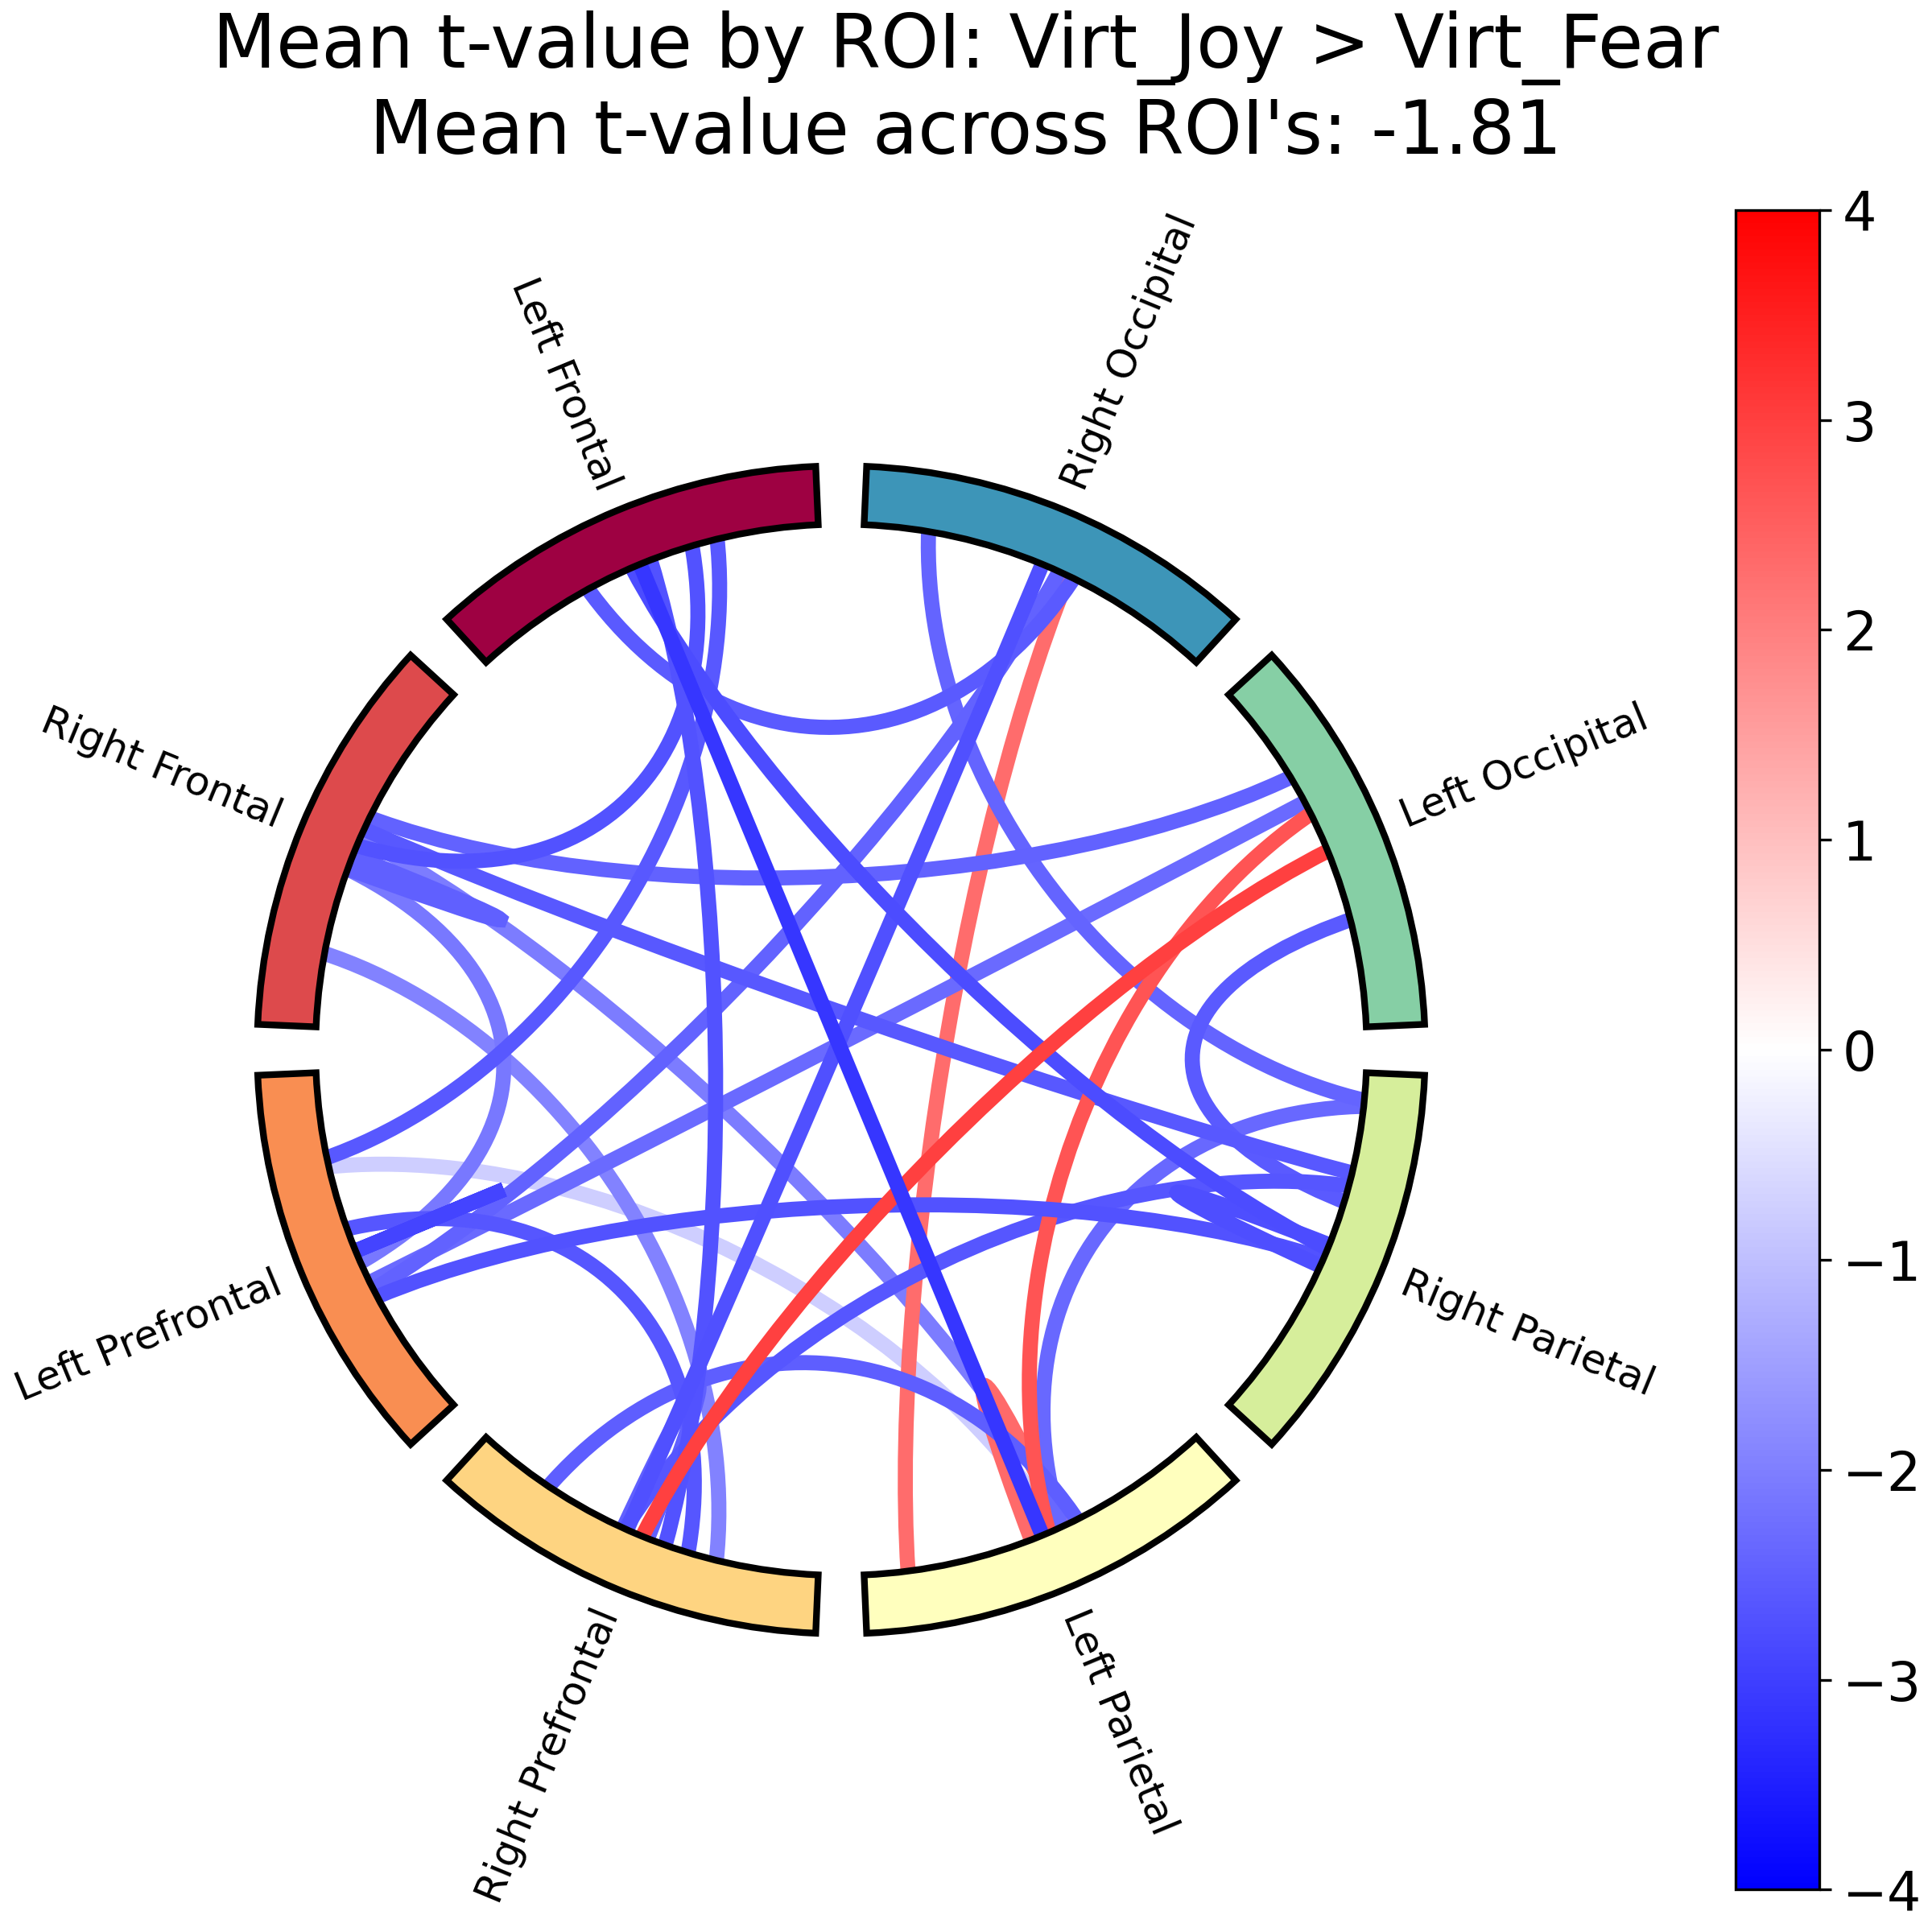 Mean t-value by ROI: Virt_Joy > Virt_Fear
Mean t-value across ROI's: -1.81
Left Frontal
Right Occipital
Right Frontal
Left Occipital
Left Prefrontal
Right Parietal
Right Prefrontal
Left Parietal
4
3
2
1
0
−1
−2
−3
−4